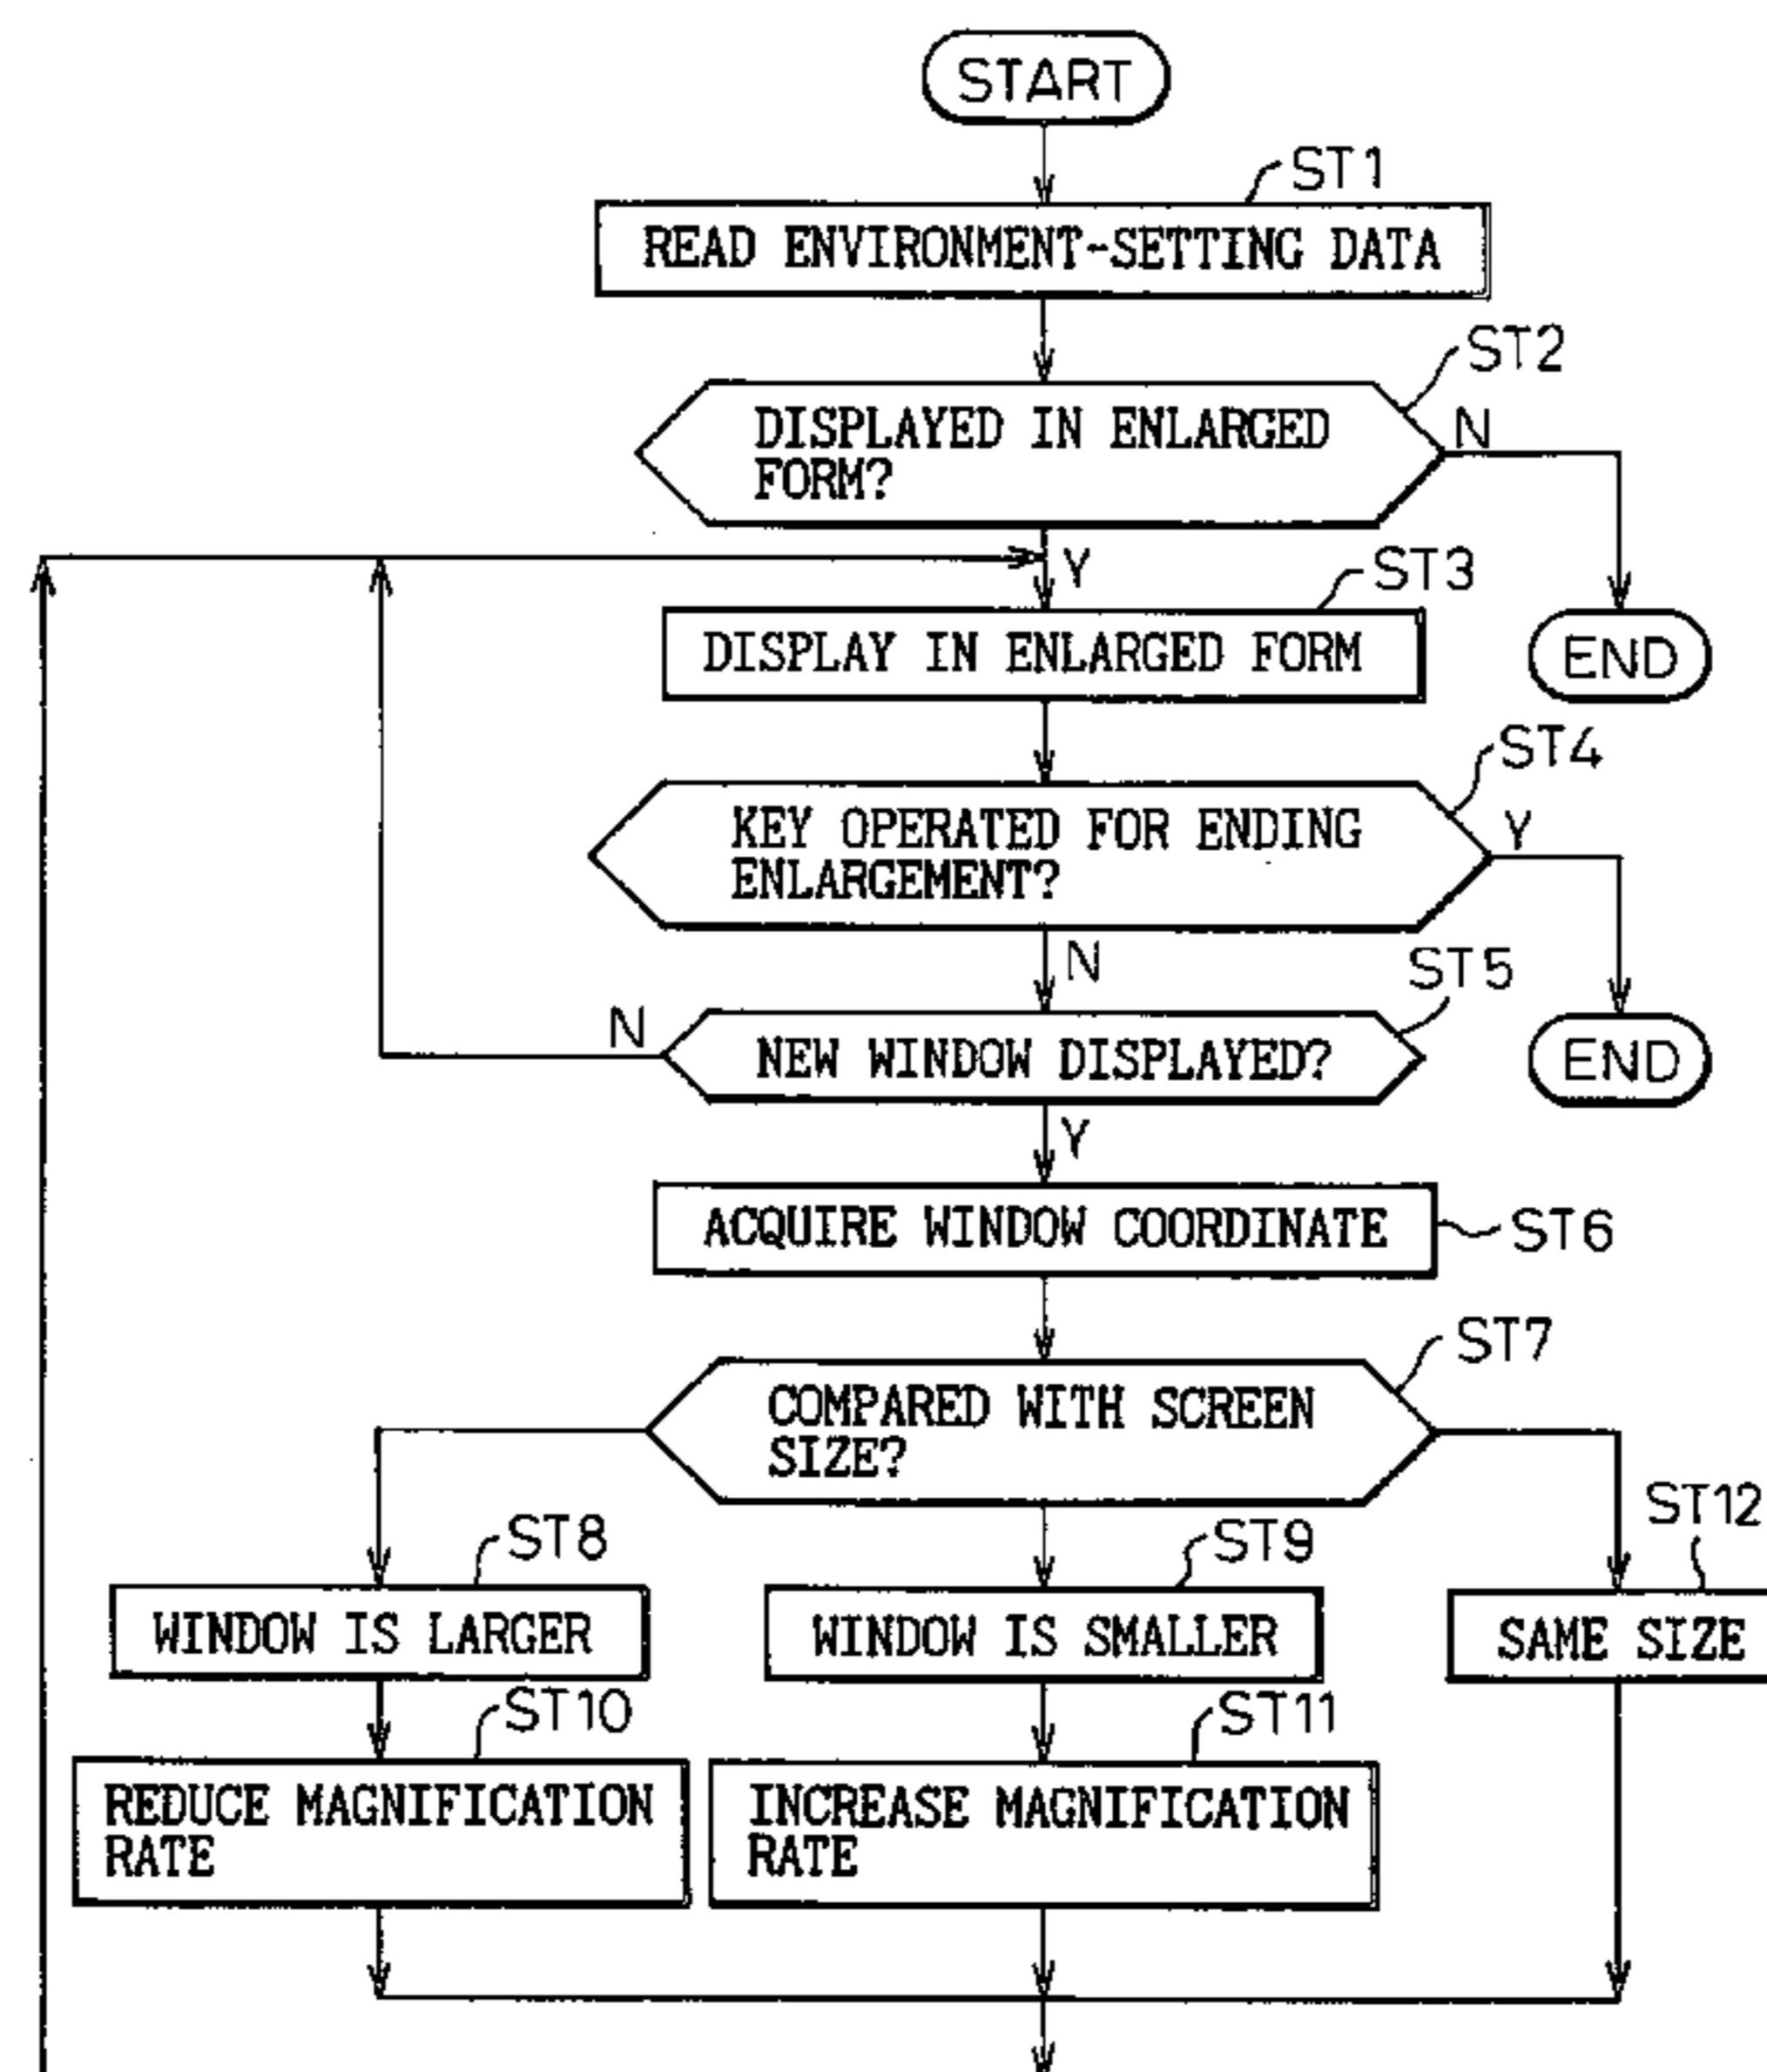 START
ST1
READ ENVIRONMENT-SETTING DATA
ST2
DISPLAYED IN ENLARGED
FORM?
N
Y
ST3
DISPLAY IN ENLARGED FORM
END
ST4
KEY OPERATED FOR ENDING
ENLARGEMENT?
Y
N
ST5
N
NEW WINDOW DISPLAYED?
END
Y
ACQUIRE WINDOW COORDINATE
ST6
ST7
COMPARED WITH SCREEN
SIZE?
ST8
ST9
ST12
WINDOW IS LARGER
WINDOW IS SMALLER
SAME SIZE
ST10
ST11
REDUCE MAGNIFICATION
RATE
INCREASE MAGNIFICATION
RATE